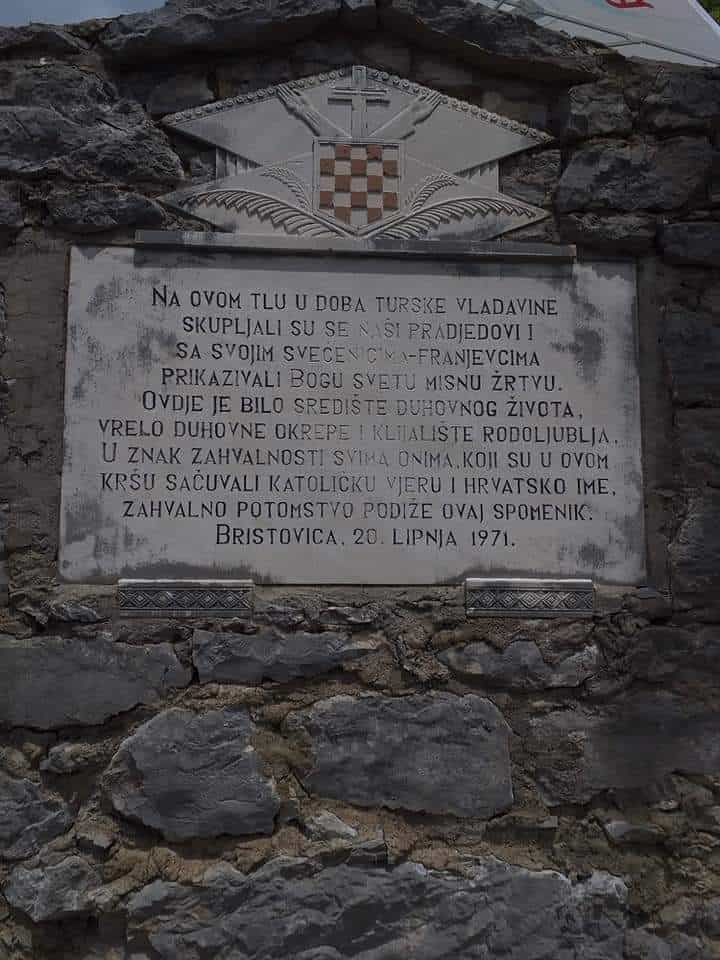 NA OVOM TLU U DOBA TURSKE VLADAVINE
SKUPLJALI SU SE NAŠI PRADJEDOVI I
SA SVOJIM SVEĆENICIMA-FRANJEVCIMA
PRIKAZIVALI BOGU SVETU MISNU ŽRTVU.
OVDJE JE BILO SREDIŠTE DUHOVNOG ŽIVOTA,
VRELO DUHOVNE OKREPE I KLIJALIŠTE RODOLJUBLJA.
U ZNAK ZAHVALNOSTI SVIMA ONIMA, KOJI SU U OVOM
KRŠU SAČUVALI KATOLIČKU VJERU I HRVATSKO IME,
ZAHVALNO POTOMSTVO PODIŽE OVAJ SPOMENIK.
BRISTOVICA, 20. LIPNJA 1971.